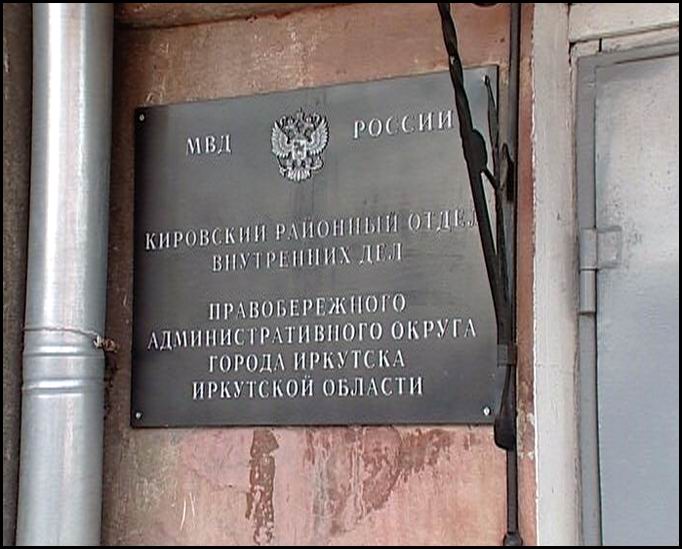 МВД РОССИИ
КИРОВСКИЙ РАЙОННЫЙ ОТДЕЛ
ВНУТРЕННИХ ДЕЛ
ПРАВОБЕРЕЖНОГО
АДМИНИСТРАТИВНОГО ОКРУГА
ГОРОДА ИРКУТСКА
ИРКУТСКОЙ ОБЛАСТИ